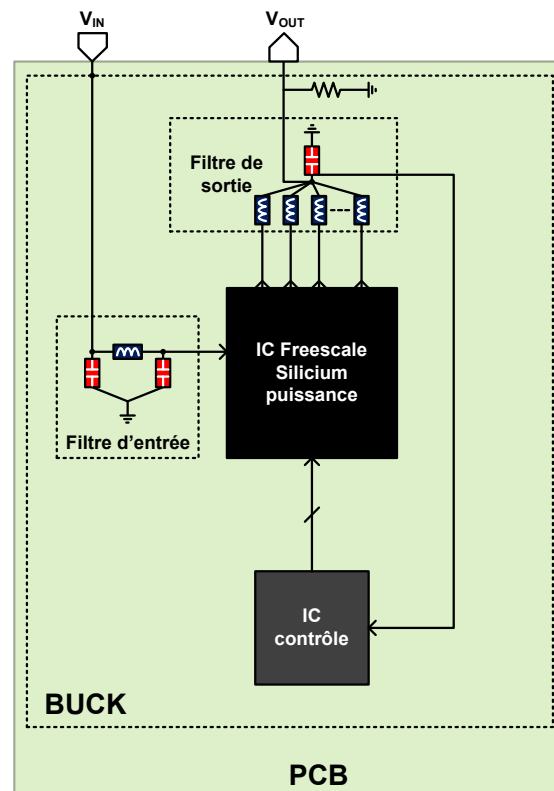 VIN
VOUT
Filtre de
sortie
IC Freescale
Silicium
puissance
Filtre d'entrée
IC
contrôle
BUCK
PCB